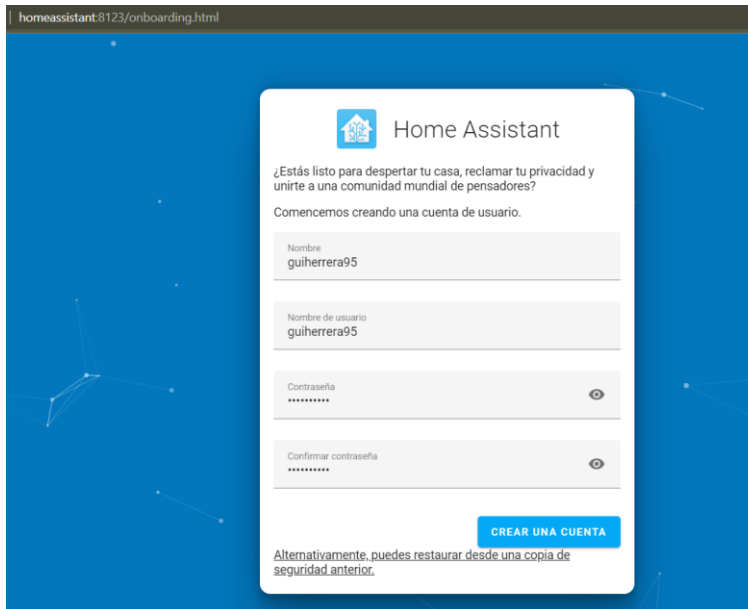 homeassistant:8123/onboarding.html
Home Assistant
¿Estás listo para despertar tu casa, reclamar tu privacidad y
unirte a una comunidad mundial de pensadores?
Comencemos creando una cuenta de usuario.
Nombre
guiherrera95
Nombre de usuario
guiherrera95
Contraseña
••••••••••
Confirmar contraseña
••••••••••
CREAR UNA CUENTA
Alternativamente, puedes restaurar desde una copia de
seguridad anterior.